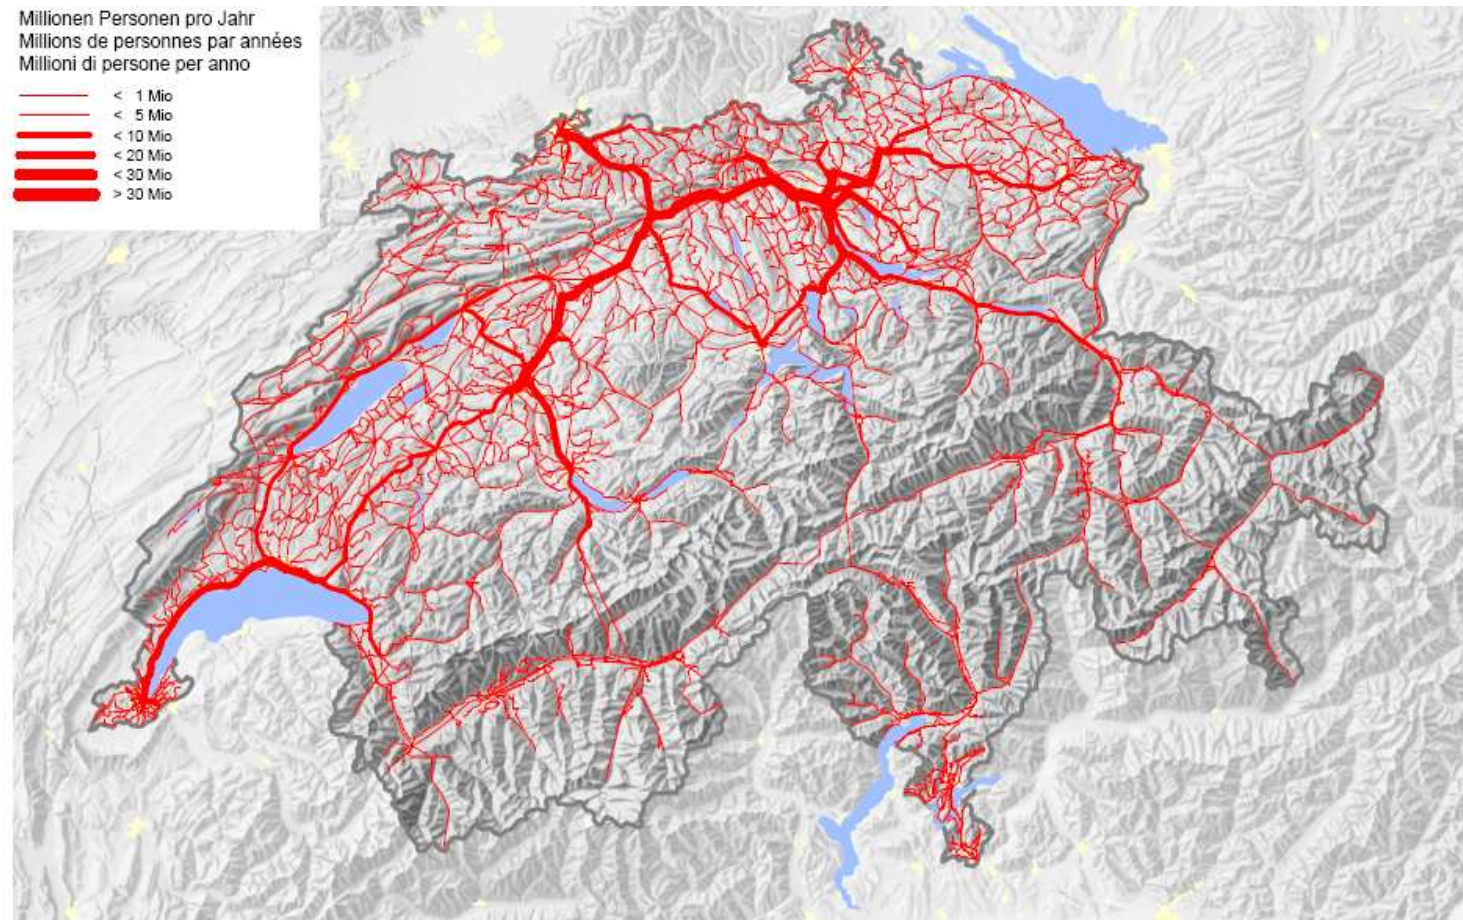 Millionen Personen pro Jahr
Millions de personnes par années
Millioni di persone per anno
< 1 Mio
< 5 Mio
< 10 Mio
< 20 Mio
< 30 Mio
> 30 Mio